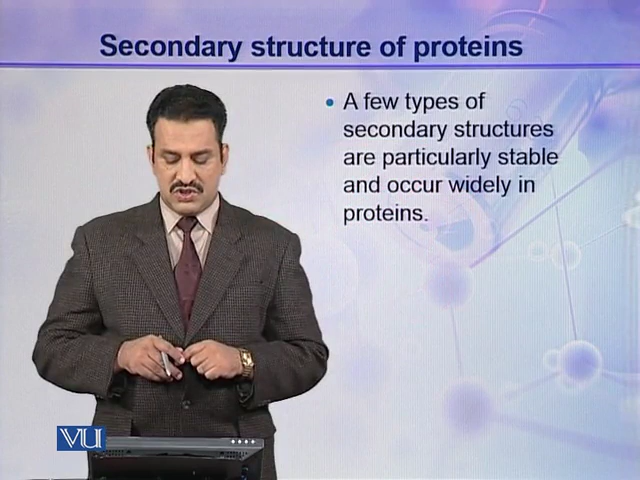 Secondary structure of proteins
• A few types of
secondary structures
are particularly stable
and occur widely in
proteins.
VU